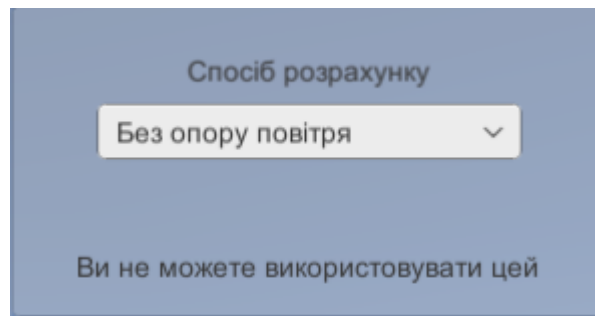 Спосіб розрахунку
Без опору повітря
Ви не можете використовувати цей